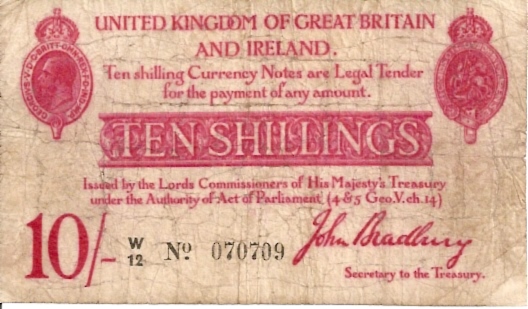 UNITED KINGDOM OF GREAT BRITAIN
AND IRELAND.
Ten shilling Currency Notes are Legal Tender
for the payment of any amount.
TEN SHILLINGS
Issued by the Lords Commissioners of His Majesty's Treasury
under the Authority of Act of Parliament (4 & 5 Geo. V. ch. 14)
10/- W/12 No 070709 John Bradbury
Secretary to the Treasury.